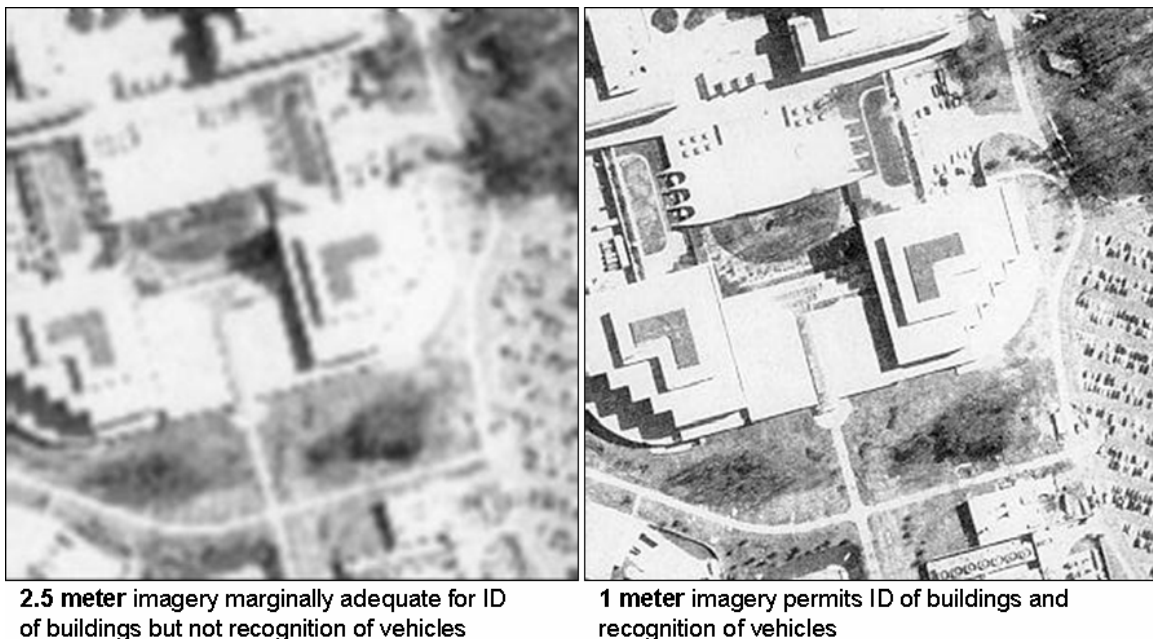 2.5 meter imagery marginally adequate for ID
of buildings but not recognition of vehicles
1 meter imagery permits ID of buildings and
recognition of vehicles